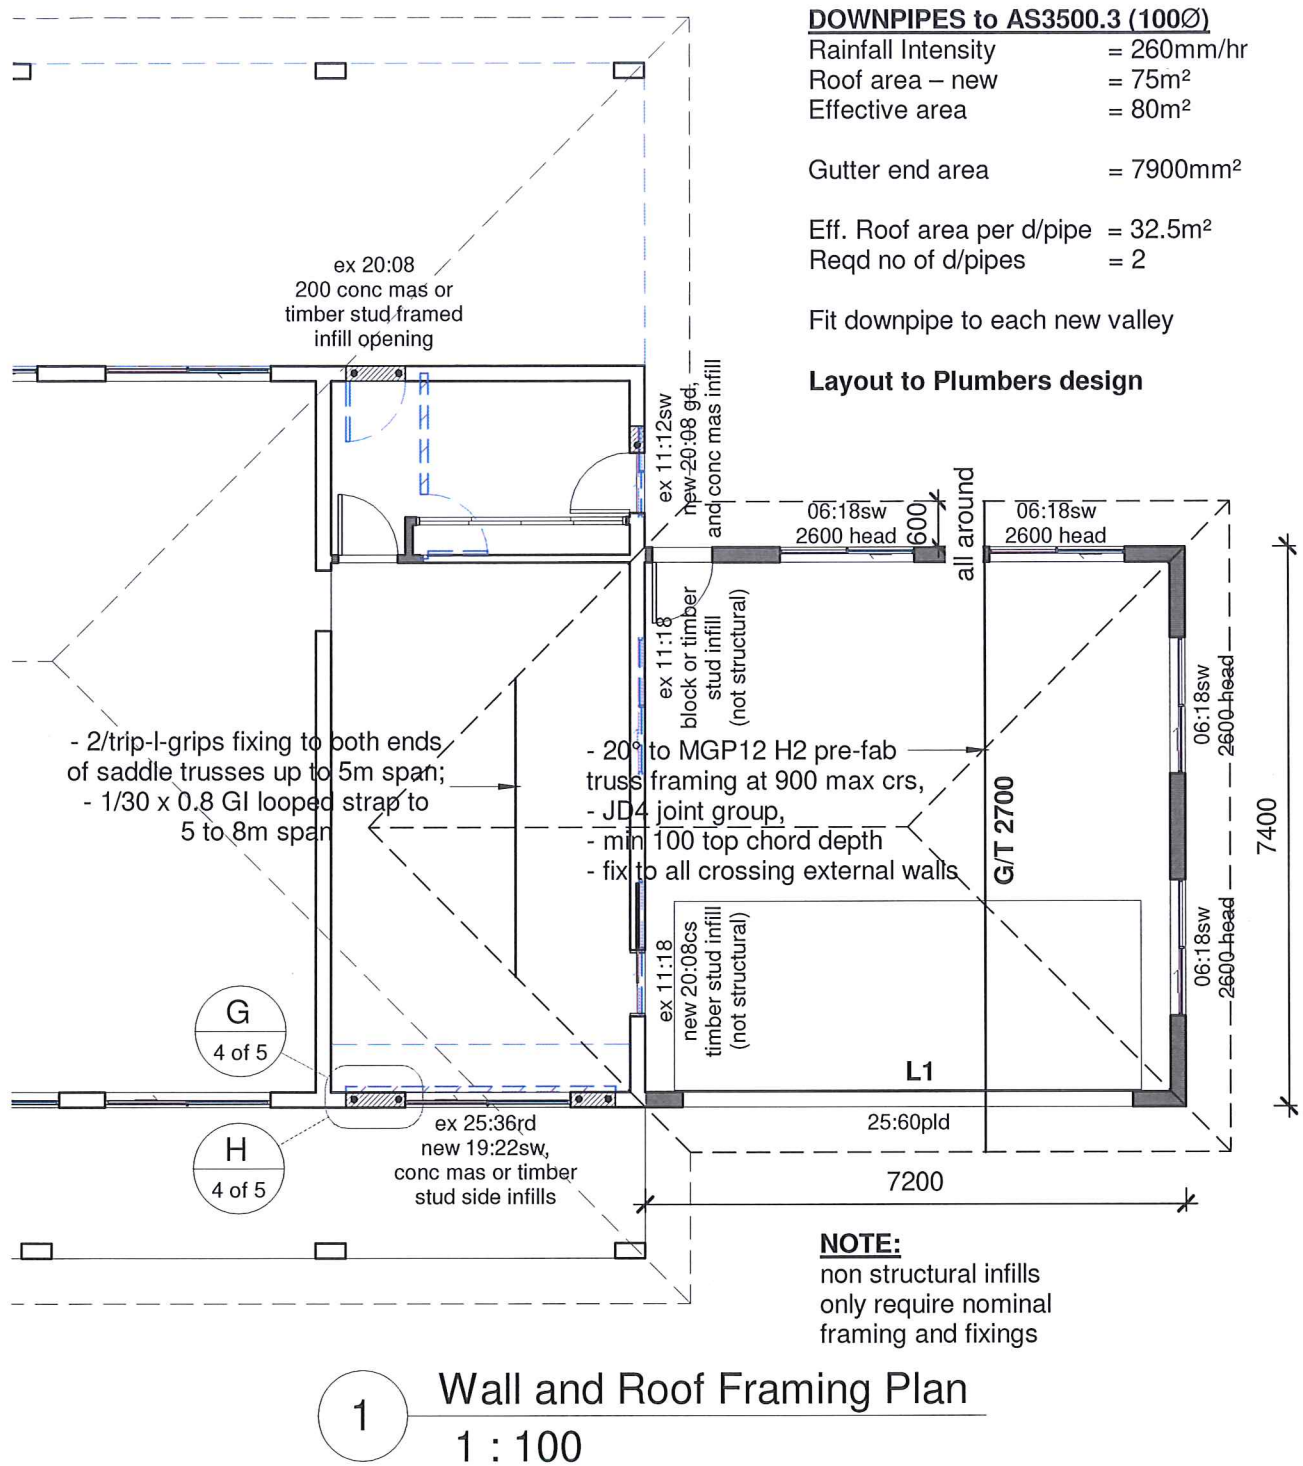 DOWNPIPES to AS3500.3 (100Ø)
Rainfall Intensity = 260mm/hr
Roof area – new = 75m²
Effective area = 80m²
Gutter end area = 7900mm²
Eff. Roof area per d/pipe = 32.5m²
Reqd no of d/pipes = 2
Fit downpipe to each new valley
Layout to Plumbers design
ex 20:08
200 conc mas or
timber stud framed
infill opening
ex 11:12sw
new 20:08 gd,
and conc mas infill
06:18sw
2600 head
600
all around
06:18sw
2600 head
ex 11:18
block or timber
stud infill
(not structural)
06:18sw
2600 head
- 2/trip-l-grips fixing to both ends
of saddle trusses up to 5m span;
- 1/30 x 0.8 GI looped strap to
5 to 8m span
- 20° to MGP12 H2 pre-fab
truss framing at 900 max crs,
- JD4 joint group,
- min 100 top chord depth
- fix to all crossing external walls
G/T 2700
7400
ex 11:18
new 20:08cs
timber stud infill
(not structural)
06:18sw
2600 head
G
4 of 5
L1
H
4 of 5
ex 25:36rd
new 19:22sw,
conc mas or timber
stud side infills
25:60pld
7200
NOTE:
non structural infills
only require nominal
framing and fixings
1
Wall and Roof Framing Plan
1 : 100